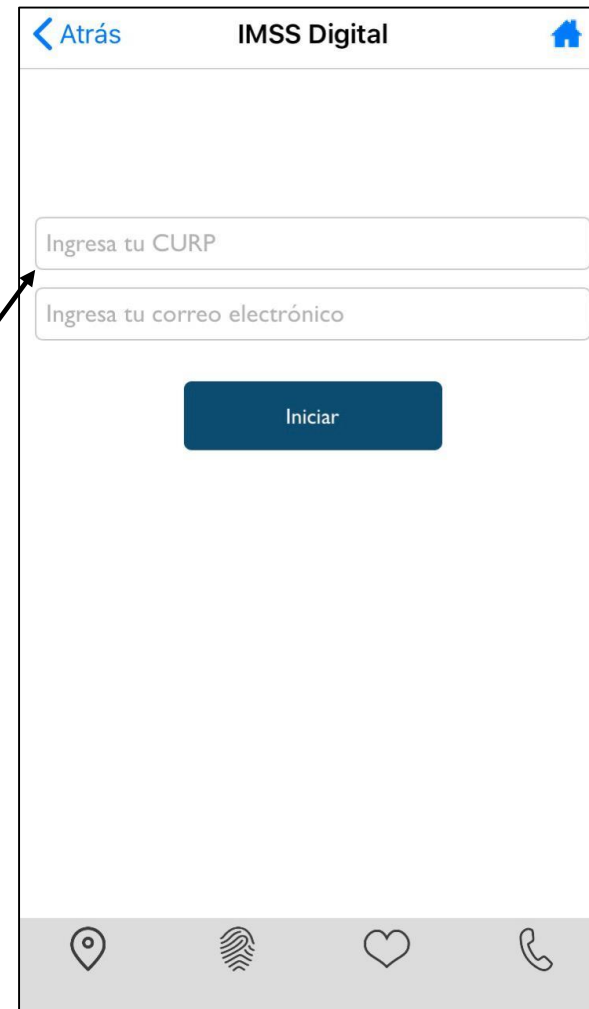 Atrás IMSS Digital
Ingresa tu CURP
Ingresa tu correo electrónico
Iniciar